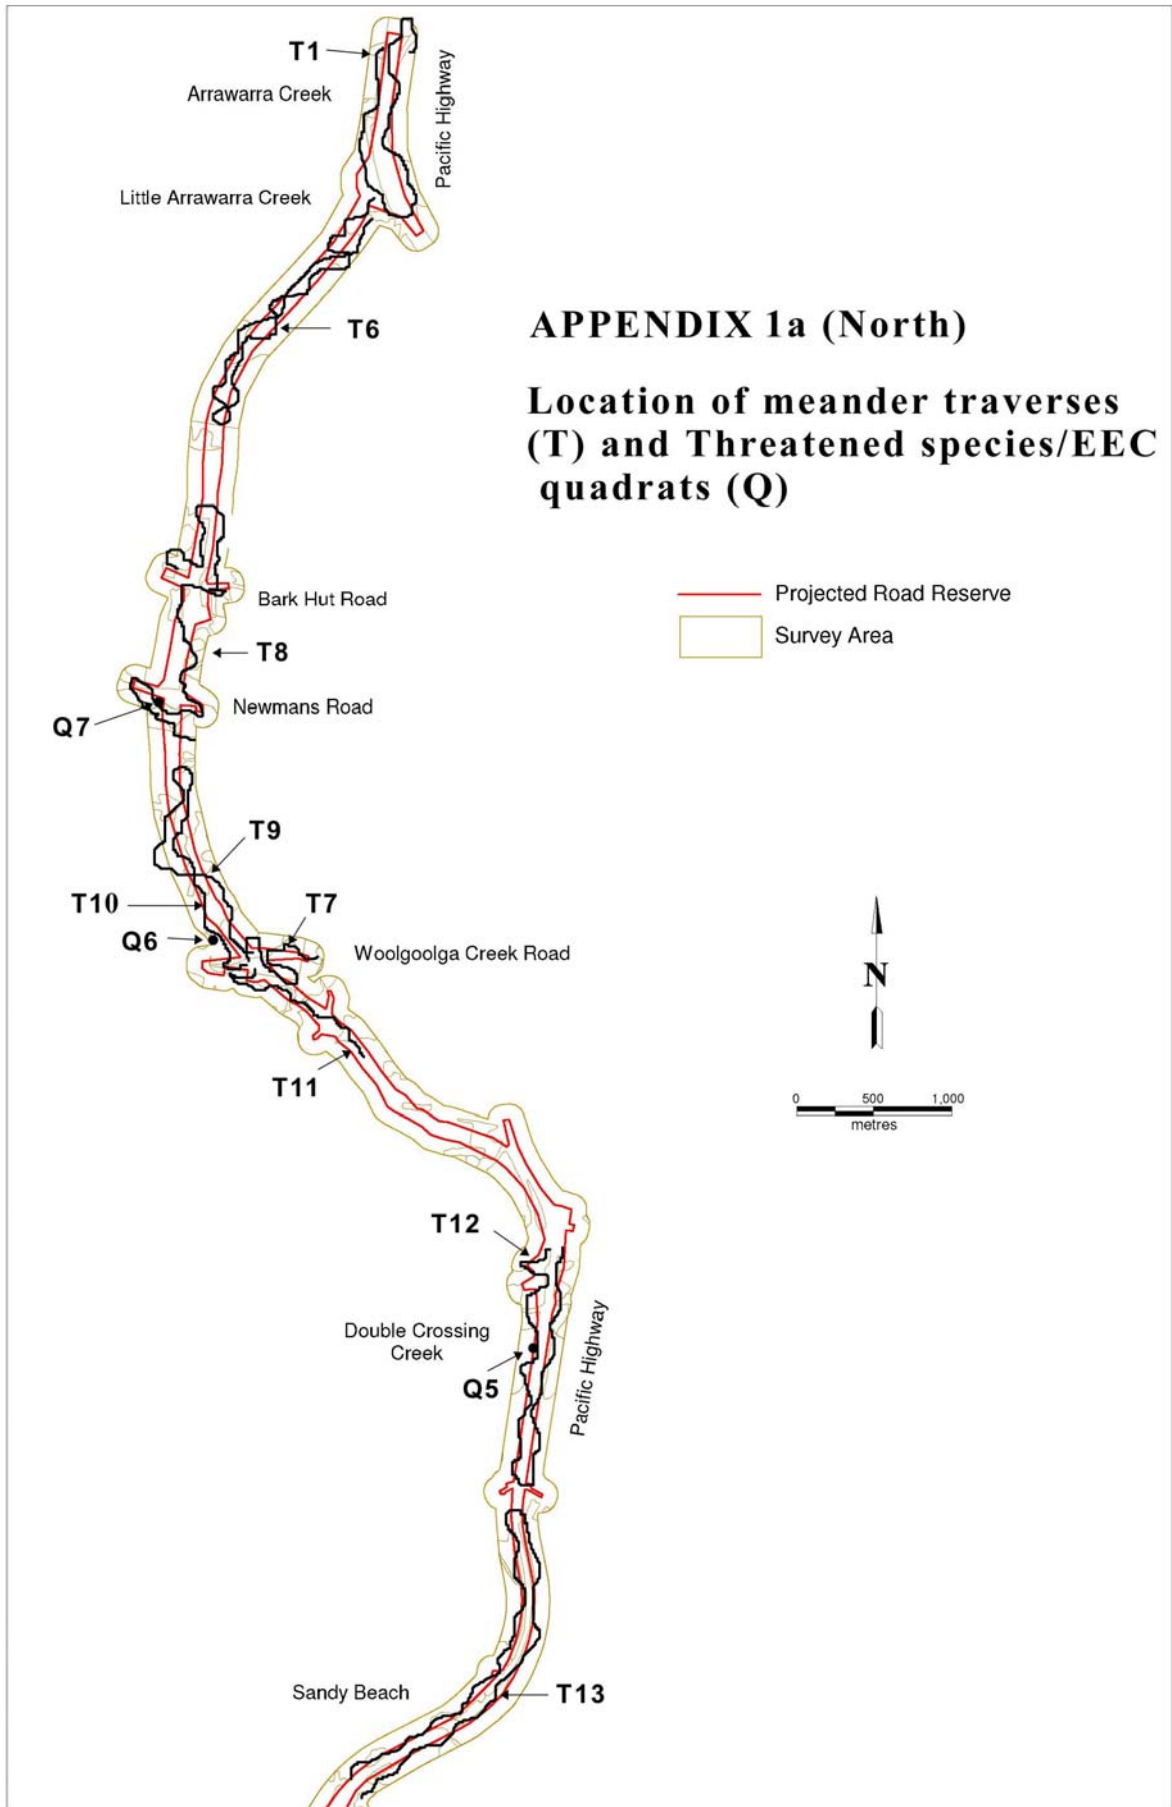 T1
Arrawarra Creek
Pacific Highway
Little Arrawarra Creek
T6
APPENDIX 1a (North)
Location of meander traverses
(T) and Threatened species/EEC
quadrats (Q)
Projected Road Reserve
Survey Area
Bark Hut Road
T8
Newmans Road
Q7
T9
T10
T7
Q6
Woolgoolga Creek Road
N
T11
0 500 1,000
metres
T12
Double Crossing
Creek
Q5
Pacific Highway
Sandy Beach
T13